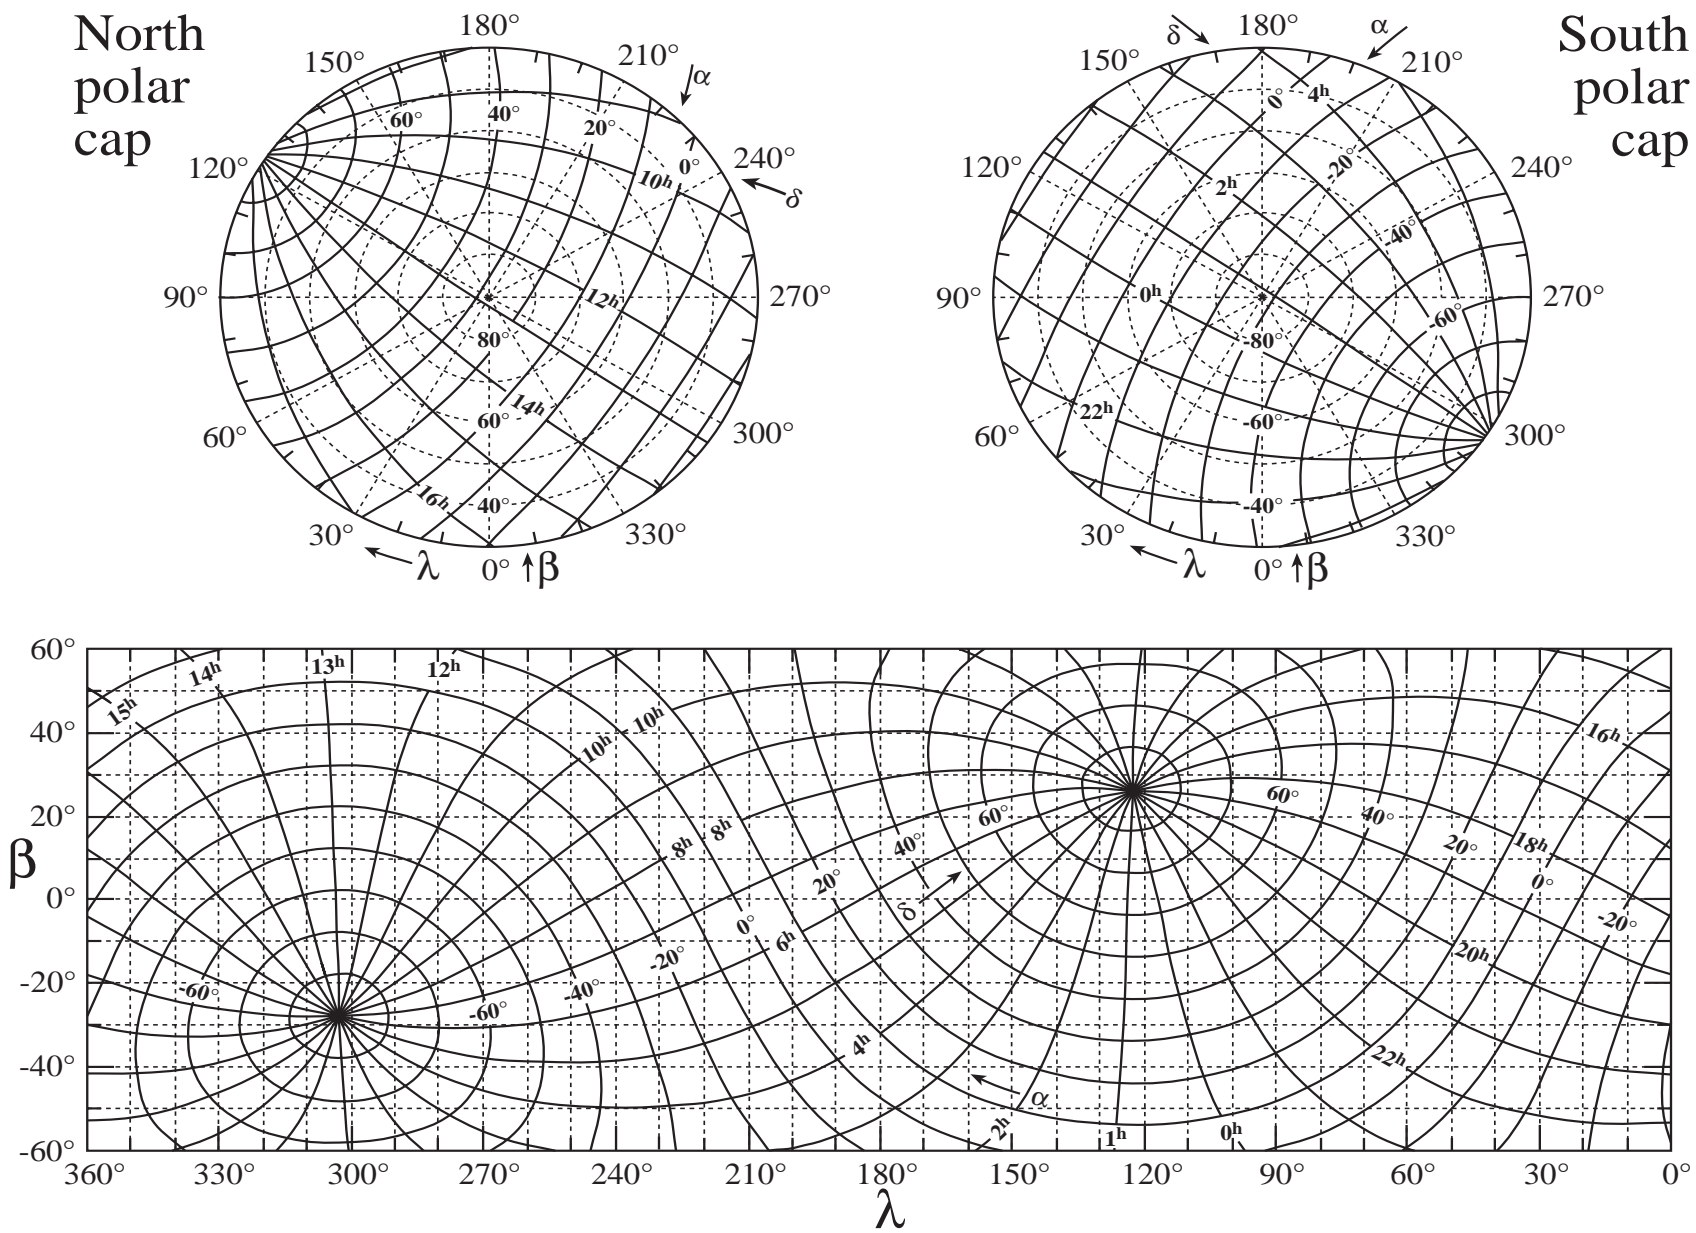 North
polar
cap
180°
150°
210°
α
120°
240°
δ
60°
40°
20°
0°
10h
90°
270°
12h
80°
60°
300°
14h
60°
16h
40°
30°
330°
λ
0°
β
South
polar
cap
δ
180°
α
150°
210°
120°
240°
0°
4h
-20°
2h
-40°
90°
0h
270°
-60°
-80°
22h
60°
-60°
300°
-40°
30°
330°
λ
0°
β
60°
14h
13h
12h
15h
10h
10h
16h
40°
20°
60°
60°
40°
8h
8h
40°
20°
18h
β
20°
0°
0°
δ
0°
-20°
6h
-20°
20h
-20°
-60°
-40°
-60°
4h
22h
-40°
α
2h
1h
0h
-60°
360°
330°
300°
270°
240°
210°
180°
150°
120°
90°
60°
30°
0°
λ